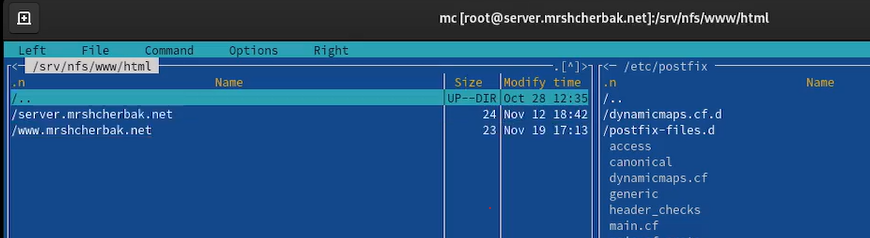 mc [root@server.mrshcherbak.net]:/srv/nfs/www/html
Left File Command Options Right
<─ /srv/nfs/www/html .[^]>
.n Name Size Modify time
/.. UP--DIR Oct 28 12:35
/server.mrshcherbak.net 24 Nov 12 18:42
/www.mrshcherbak.net 23 Nov 19 17:13
<─ /etc/postfix
.n Name
/..
/dynamicmaps.cf.d
/postfix-files.d
access
canonical
dynamicmaps.cf
generic
header_checks
main.cf